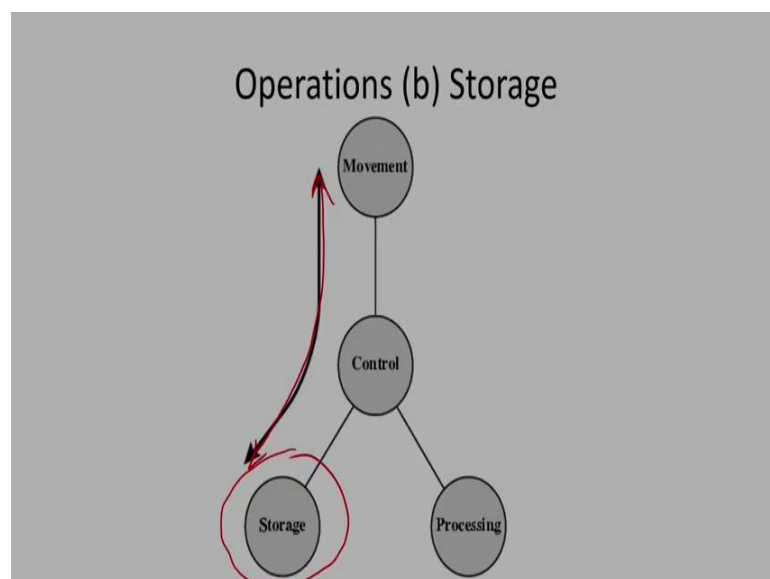 Operations (b) Storage
Movement
Control
Storage
Processing